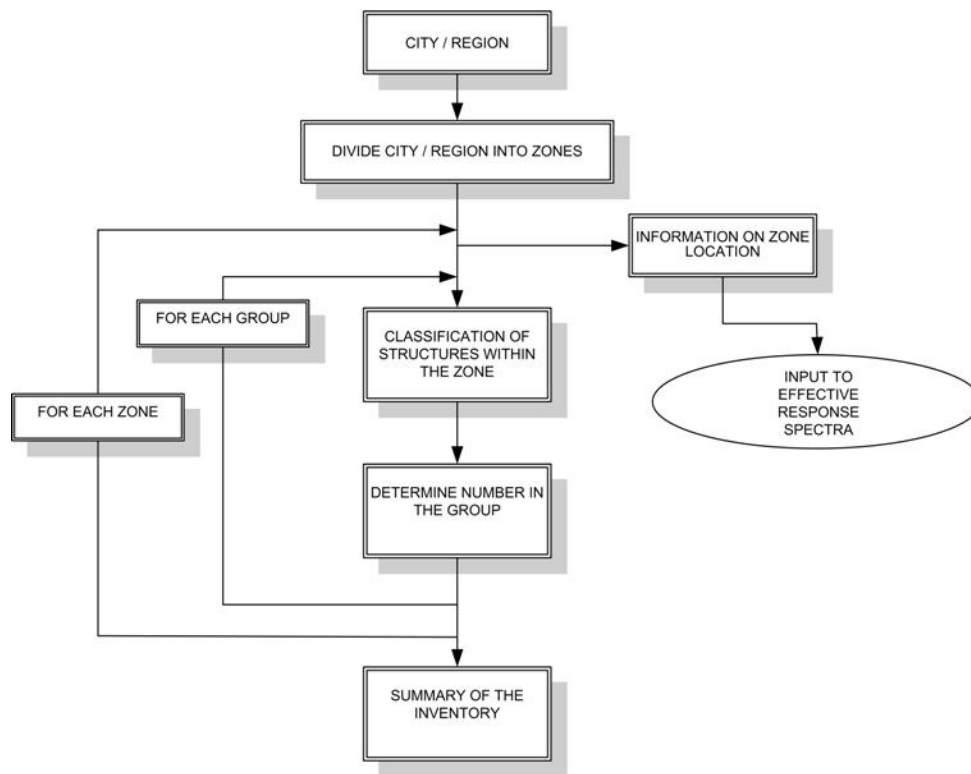 CITY / REGION
DIVIDE CITY / REGION INTO ZONES
INFORMATION ON ZONE
LOCATION
FOR EACH GROUP
CLASSIFICATION OF
STRUCTURES WITHIN
THE ZONE
INPUT TO
EFFECTIVE
RESPONSE
SPECTRA
FOR EACH ZONE
DETERMINE NUMBER IN
THE GROUP
SUMMARY OF THE
INVENTORY